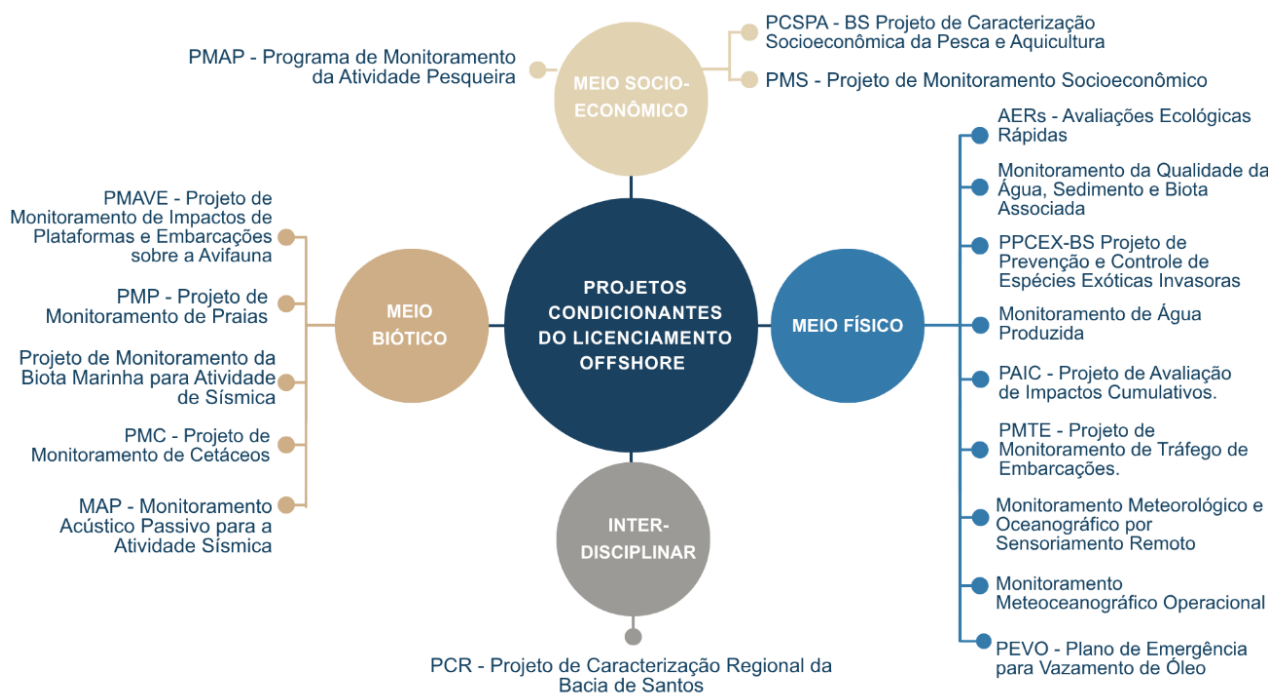 PMAP - Programa de Monitoramento
da Atividade Pesqueira
MEIO SOCIO-
ECONÔMICO
PCSPA - BS Projeto de Caracterização
Socioeconômica da Pesca e Aquicultura
PMS - Projeto de Monitoramento Socioeconômico
PMAVE - Projeto de
Monitoramento de Impactos de
Plataformas e Embarcações
sobre a Avifauna
PMP - Projeto de
Monitoramento de Praias
Projeto de Monitoramento da
Biota Marinha para Atividade
de Sísmica
PMC - Projeto de
Monitoramento de Cetáceos
MAP - Monitoramento
Acústico Passivo para a
Atividade Sísmica
MEIO
BIÓTICO
PROJETOS
CONDICIONANTES
DO LICENCIAMENTO
OFFSHORE
MEIO FÍSICO
AERs - Avaliações Ecológicas
Rápidas
Monitoramento da Qualidade da
Água, Sedimento e Biota
Associada
PPCEX-BS Projeto de
Prevenção e Controle de
Espécies Exóticas Invasoras
Monitoramento de Água
Produzida
PAIC - Projeto de Avaliação
de Impactos Cumulativos.
PMTE - Projeto de
Monitoramento de Tráfego de
Embarcações.
Monitoramento Meteorológico e
Oceanográfico por
Sensoriamento Remoto
Monitoramento
Meteoceanográfico Operacional
PEVO - Plano de Emergência
para Vazamento de Óleo
INTER-
DISCIPLINAR
PCR - Projeto de Caracterização Regional da
Bacia de Santos